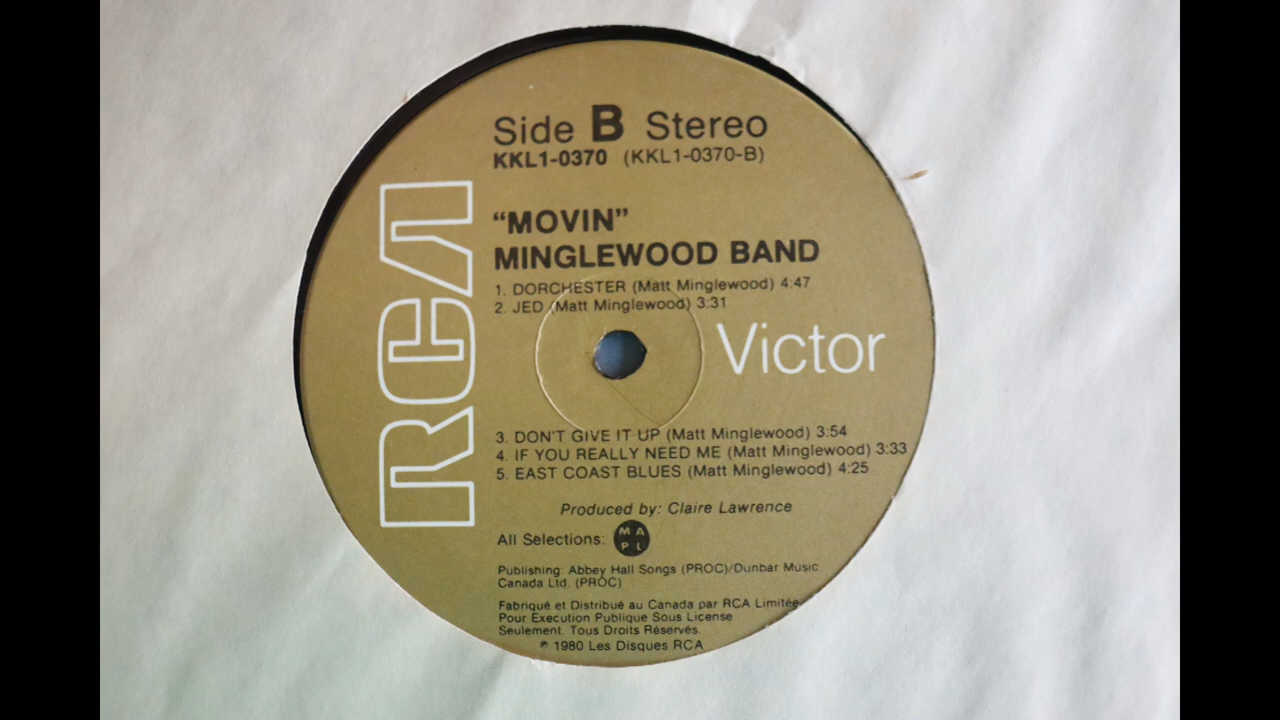 Side B Stereo
KKL1-0370 (KKL1-0370-B)
"MOVIN"
MINGLEWOOD BAND
1. DORCHESTER (Matt Minglewood) 4:47
2. JED (Matt Minglewood) 3:31
RCA
Victor
3. DON'T GIVE IT UP (Matt Minglewood) 3:54
4. IF YOU REALLY NEED ME (Matt Minglewood) 3:33
5. EAST COAST BLUES (Matt Minglewood) 4:25
Produced by: Claire Lawrence
All Selections: MAPL
Publishing: Abbey Hall Songs (PROC)/Dunbar Music
Canada Ltd. (PROC)
Fabriqué et Distribué au Canada par RCA Limitée
Pour Execution Publique Sous License
Seulement. Tous Droits Réservés
℗ 1980 Les Disques RCA